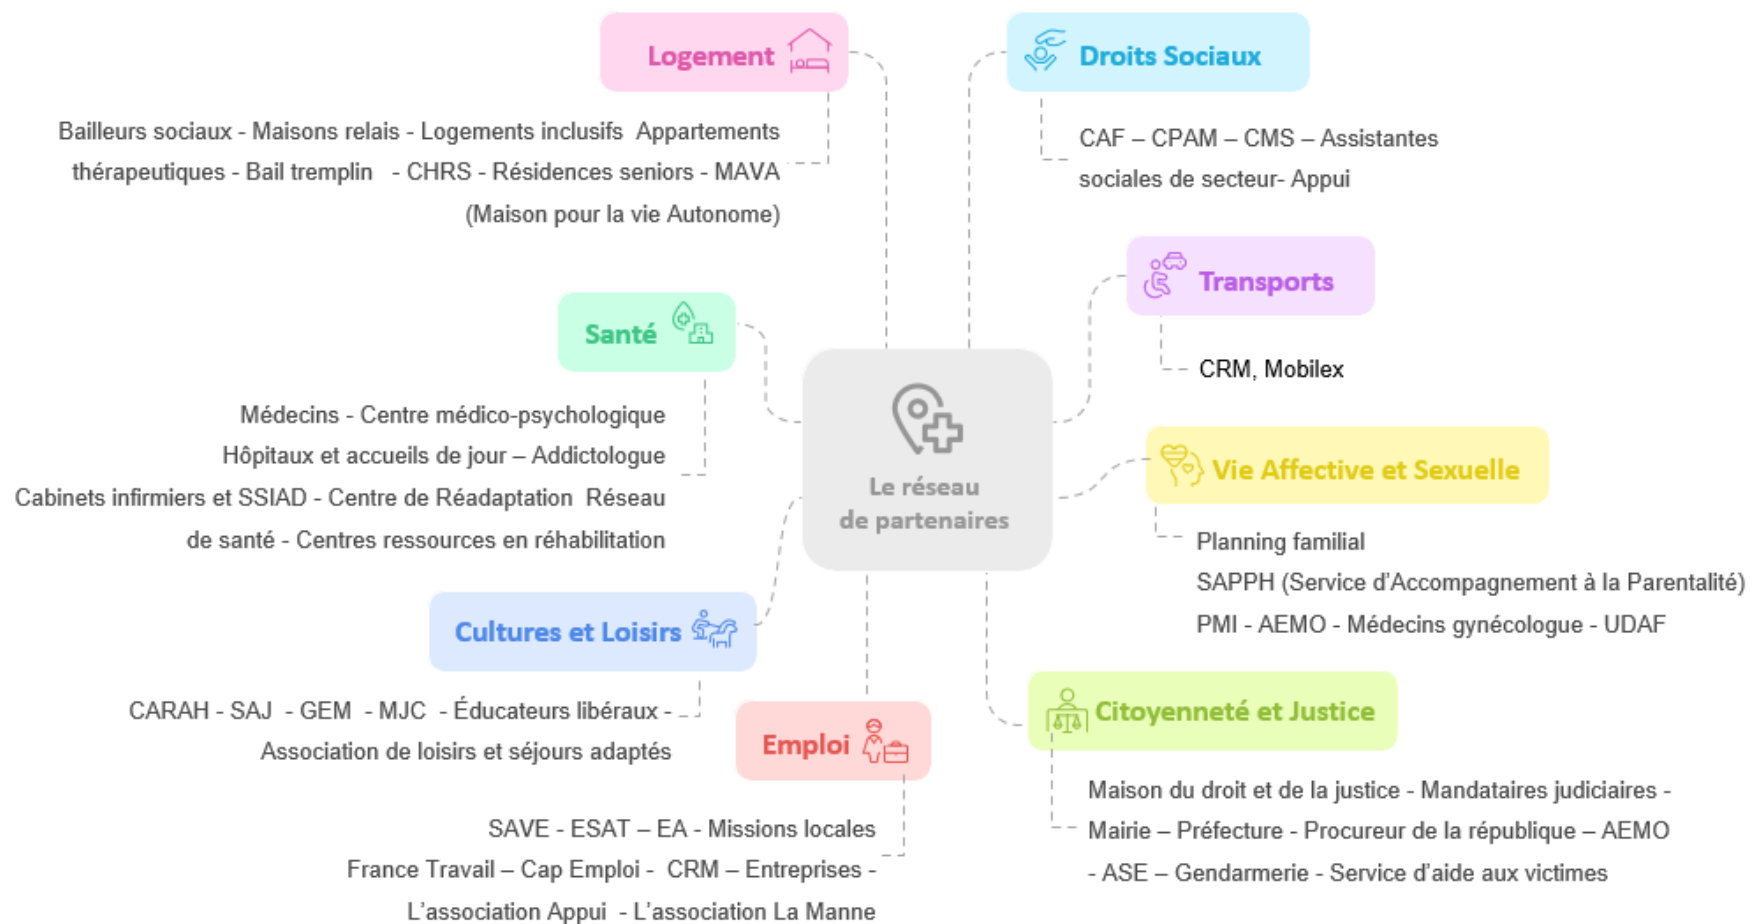 Logement
Bailleurs sociaux - Maisons relais - Logements inclusifs  Appartements
thérapeutiques - Bail tremplin   - CHRS - Résidences seniors - MAVA
(Maison pour la vie Autonome)
Droits Sociaux
CAF – CPAM – CMS – Assistantes
sociales de secteur- Appui
Transports
CRM, Mobilex
Santé
Médecins - Centre médico-psychologique
Hôpitaux et accueils de jour – Addictologue
Cabinets infirmiers et SSIAD - Centre de Réadaptation  Réseau
de santé - Centres ressources en réhabilitation
Le réseau
de partenaires
Vie Affective et Sexuelle
Planning familial
SAPPH (Service d’Accompagnement à la Parentalité)
PMI - AEMO - Médecins gynécologue - UDAF
Cultures et Loisirs
CARAH - SAJ  - GEM  - MJC  - Éducateurs libéraux -
Association de loisirs et séjours adaptés
Emploi
SAVE - ESAT – EA - Missions locales
France Travail – Cap Emploi -  CRM – Entreprises -
L’association Appui  - L’association La Manne
Citoyenneté et Justice
Maison du droit et de la justice - Mandataires judiciaires -
Mairie – Préfecture - Procureur de la république – AEMO
- ASE – Gendarmerie - Service d’aide aux victimes